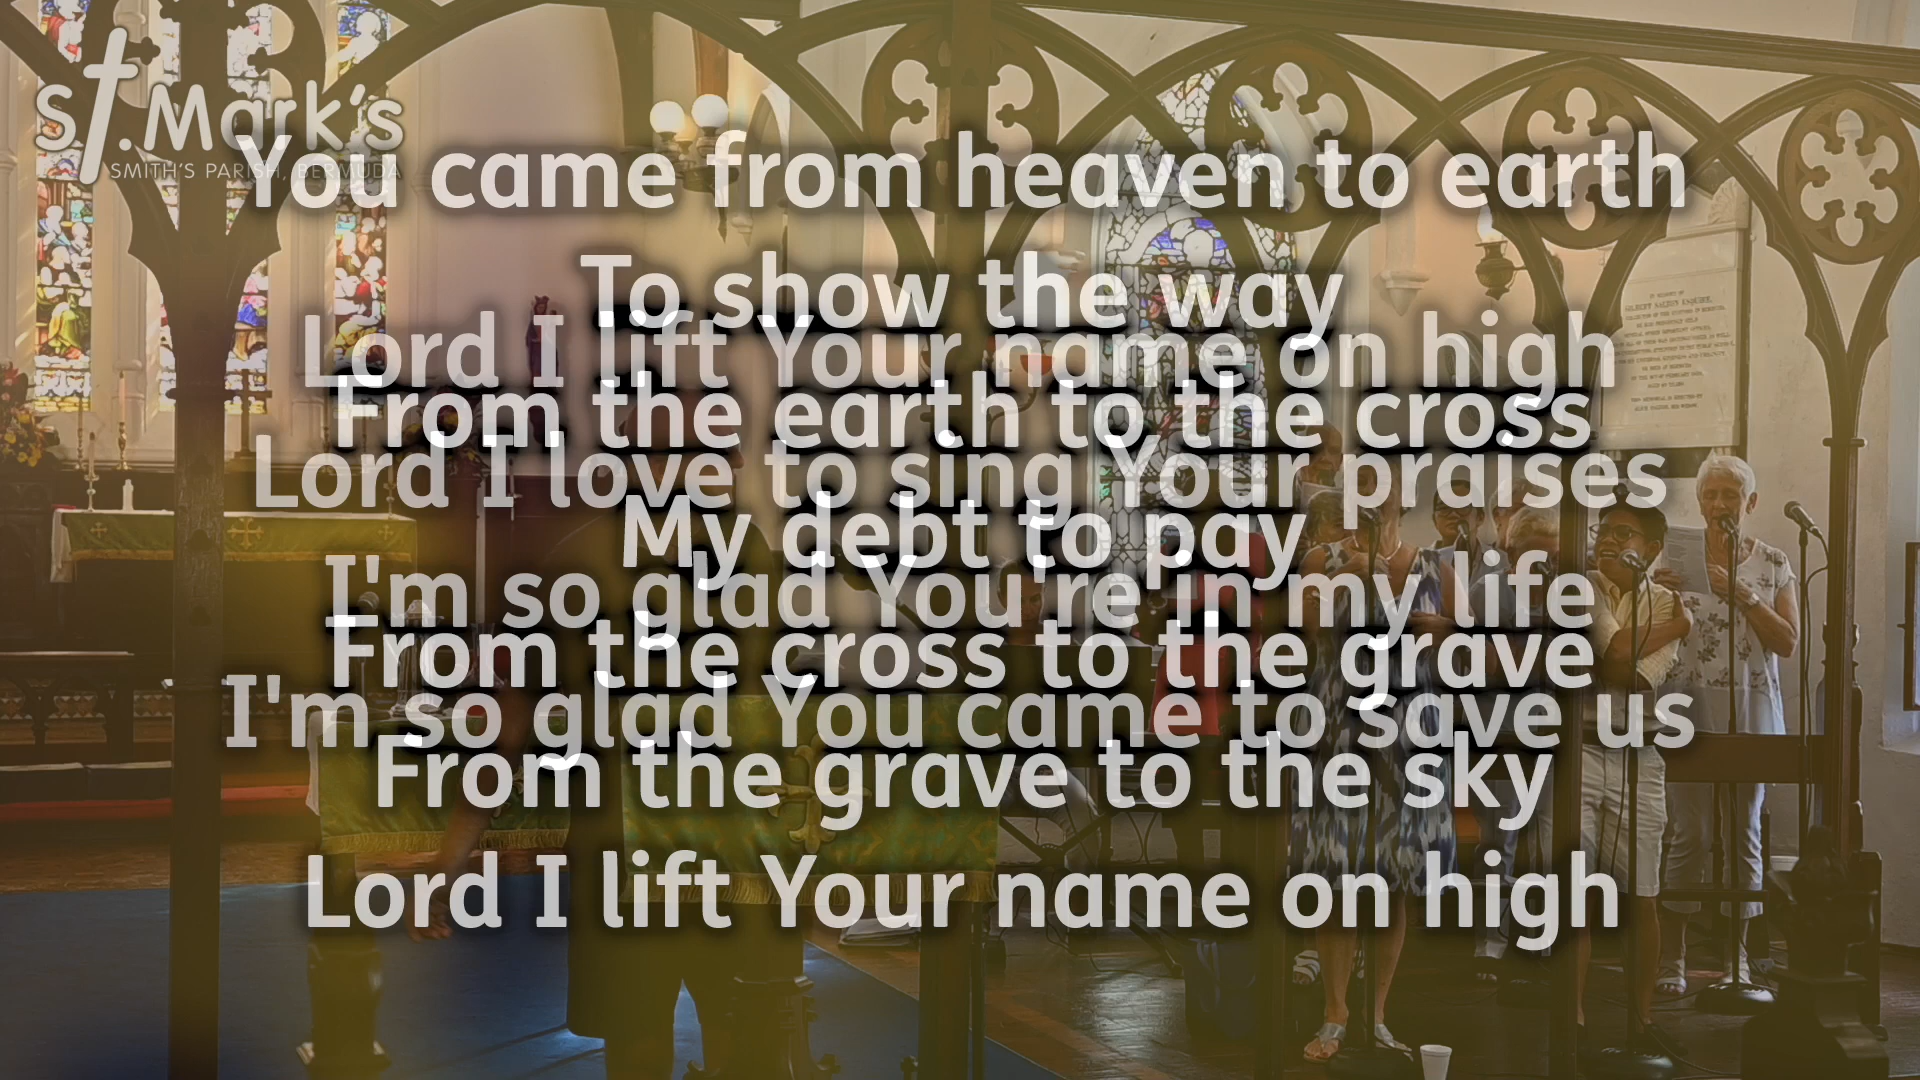 St.Mark's
SMITH'S PARISH, BERMUDA
You came from heaven to earth
To show the way
Lord I lift Your name on high
From the earth to the cross
Lord I love to sing Your praises
My debt to pay
I'm so glad You're in my life
From the cross to the grave
I'm so glad You came to save us
From the grave to the sky
Lord I lift Your name on high